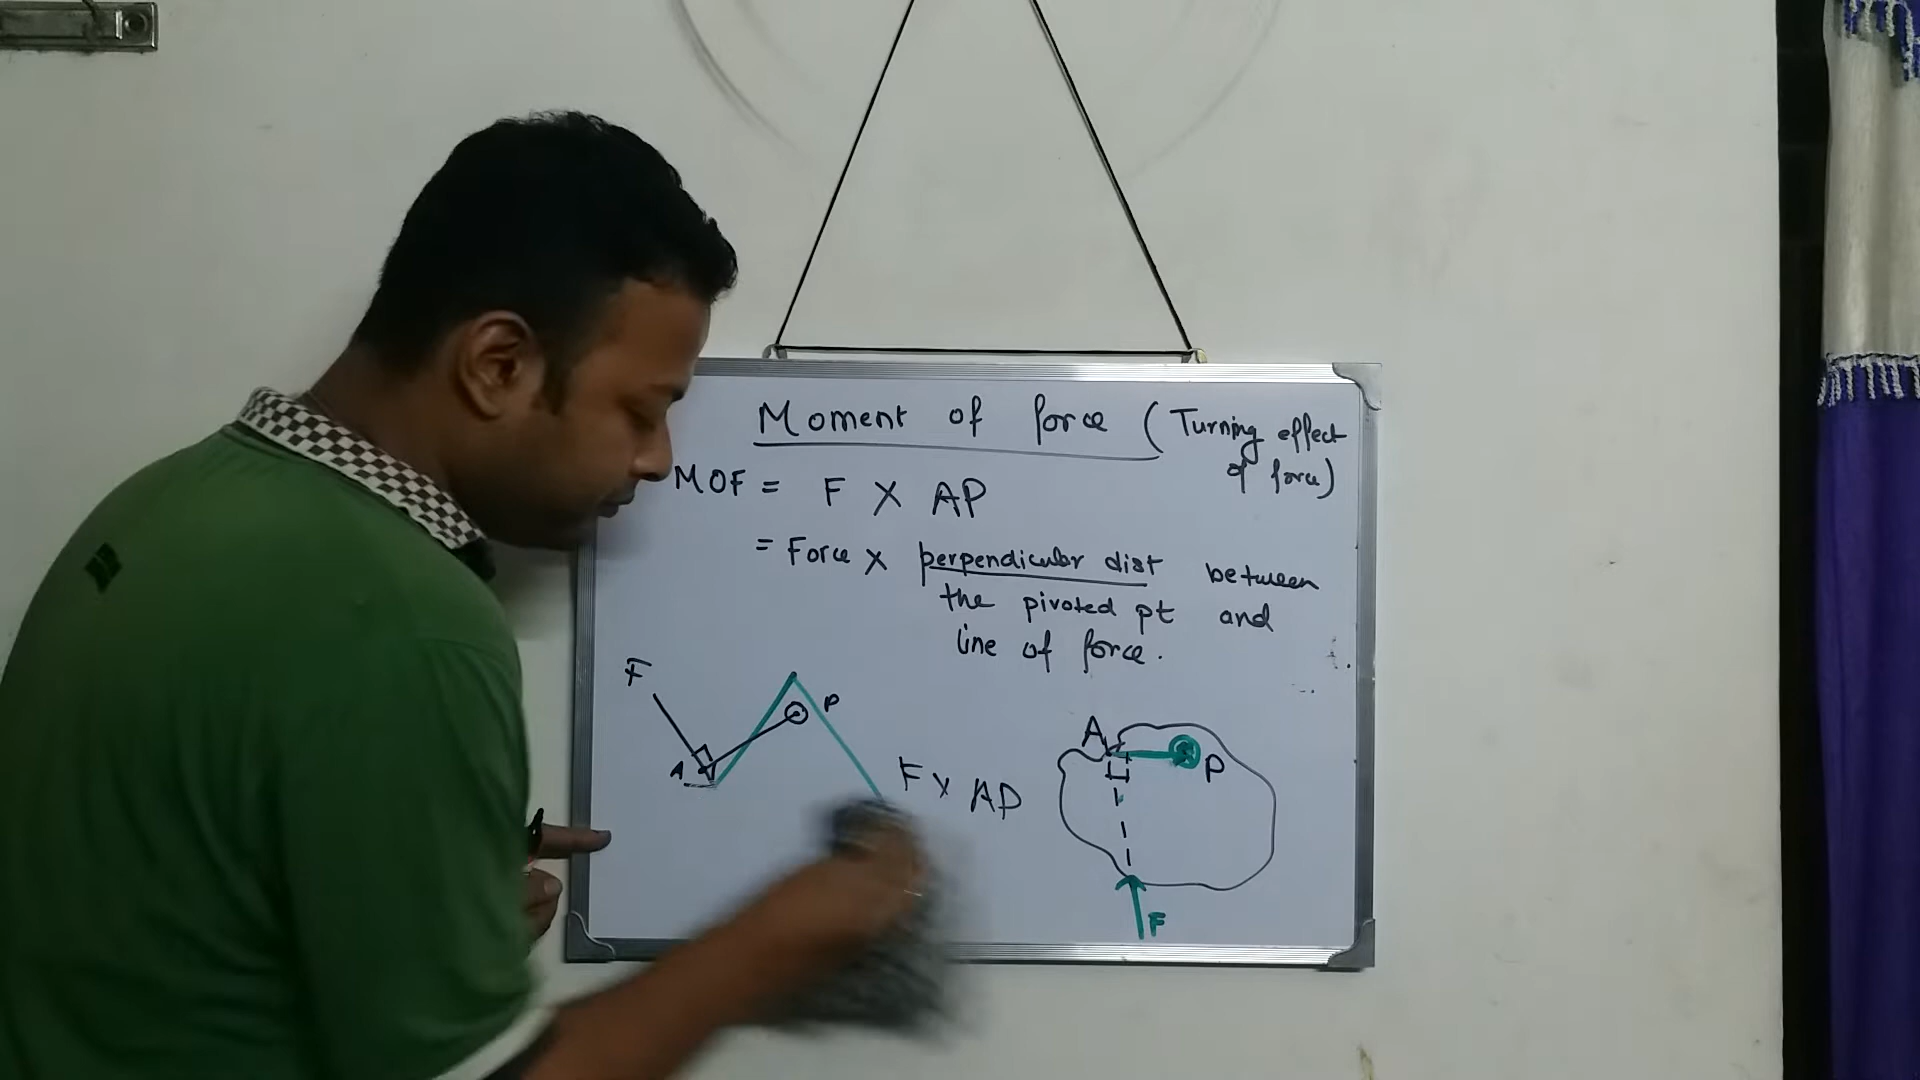 Moment of force (Turning effect
of force)
MOF = F X AP
= Force X perpendicular dist between
the pivoted pt and
line of force.
F
P
A
F x AP
A
P
F